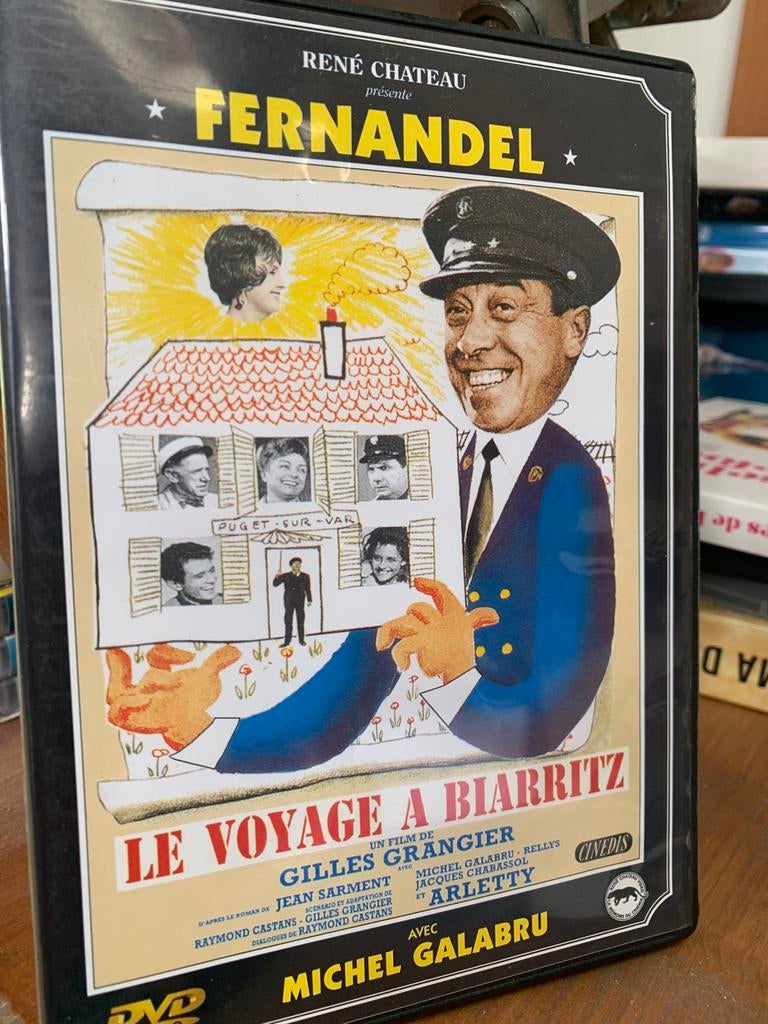 RENÉ CHATEAU
présente
FERNANDEL
PUGET-SUR-VAR
LE VOYAGE A BIARRITZ
UN FILM DE
GILLES GRANGIER
AVEC
D'APRÈS LE ROMAN DE JEAN SARMENT
SCÉNARIO ET ADAPTATION DE
RAYMOND CASTANS - GILLES GRANGIER
DIALOGUES DE RAYMOND CASTANS
MICHEL GALABRU - RELLYS
JACQUES CHABASSOL
ET ARLETTY
CINEDIS
AVEC
MICHEL GALABRU
DVD